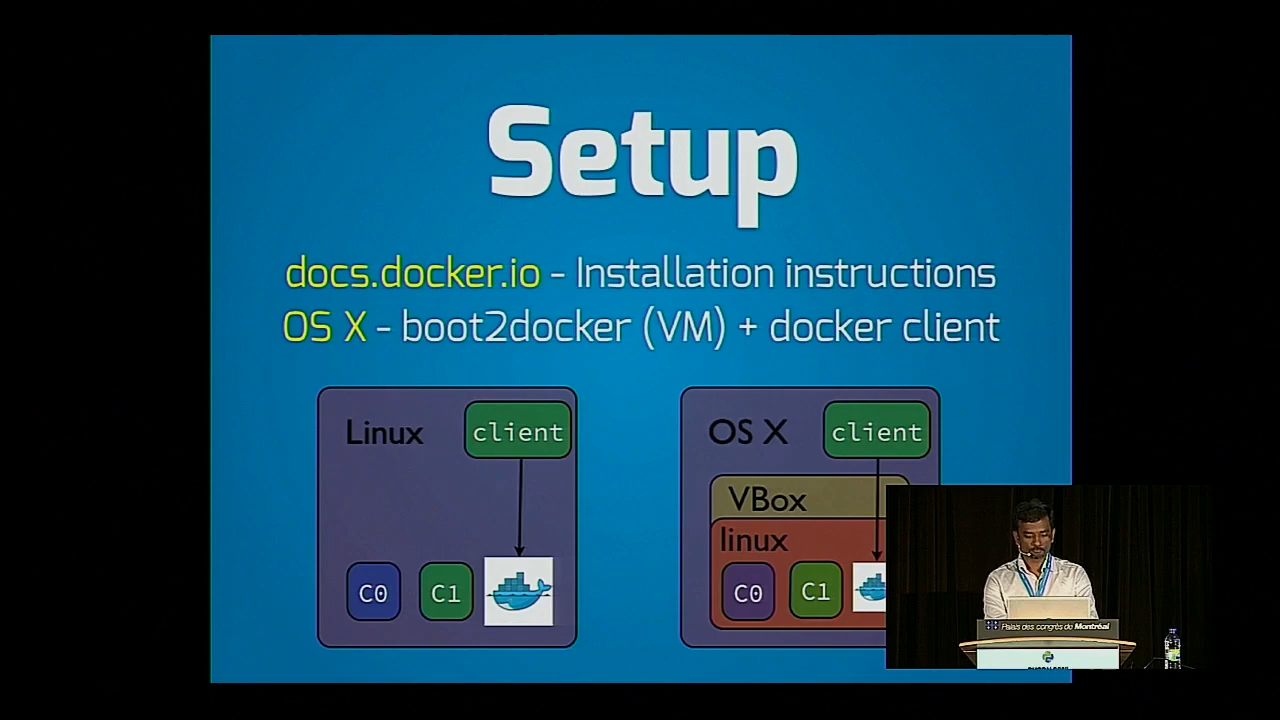 Setup
docs.docker.io - Installation instructions
OS X - boot2docker (VM) + docker client
Linux
client
C0
C1
OS X
client
VBox
linux
C0
C1
Palais des congrès de Montréal